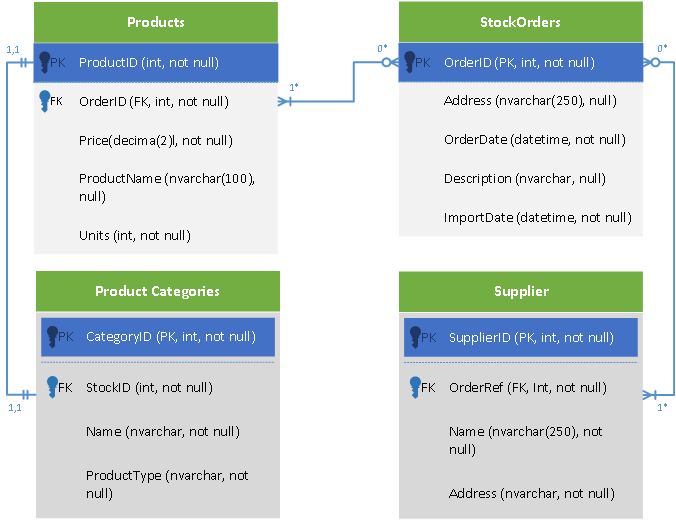 Products
1,1
PK ProductID (int, not null)
FK OrderID (FK, int, not null)
1*
Price(decima(2)l, not null)
ProductName (nvarchar(100),
null)
Units (int, not null)
StockOrders
0*
0*
PK OrderID (PK, int, not null)
Address (nvarchar(250), null)
OrderDate (datetime, not null)
Description (nvarchar, null)
ImportDate (datetime, not null)
Product Categories
PK CategoryID (PK, int, not null)
FK StockID (int, not null)
1,1
Name (nvarchar, not null)
ProductType (nvarchar, not
null)
Supplier
PK SupplierID (PK, int, not null)
FK OrderRef (FK, Int, not null)
1*
Name (nvarchar(250), not
null)
Address (nvarchar, not null)